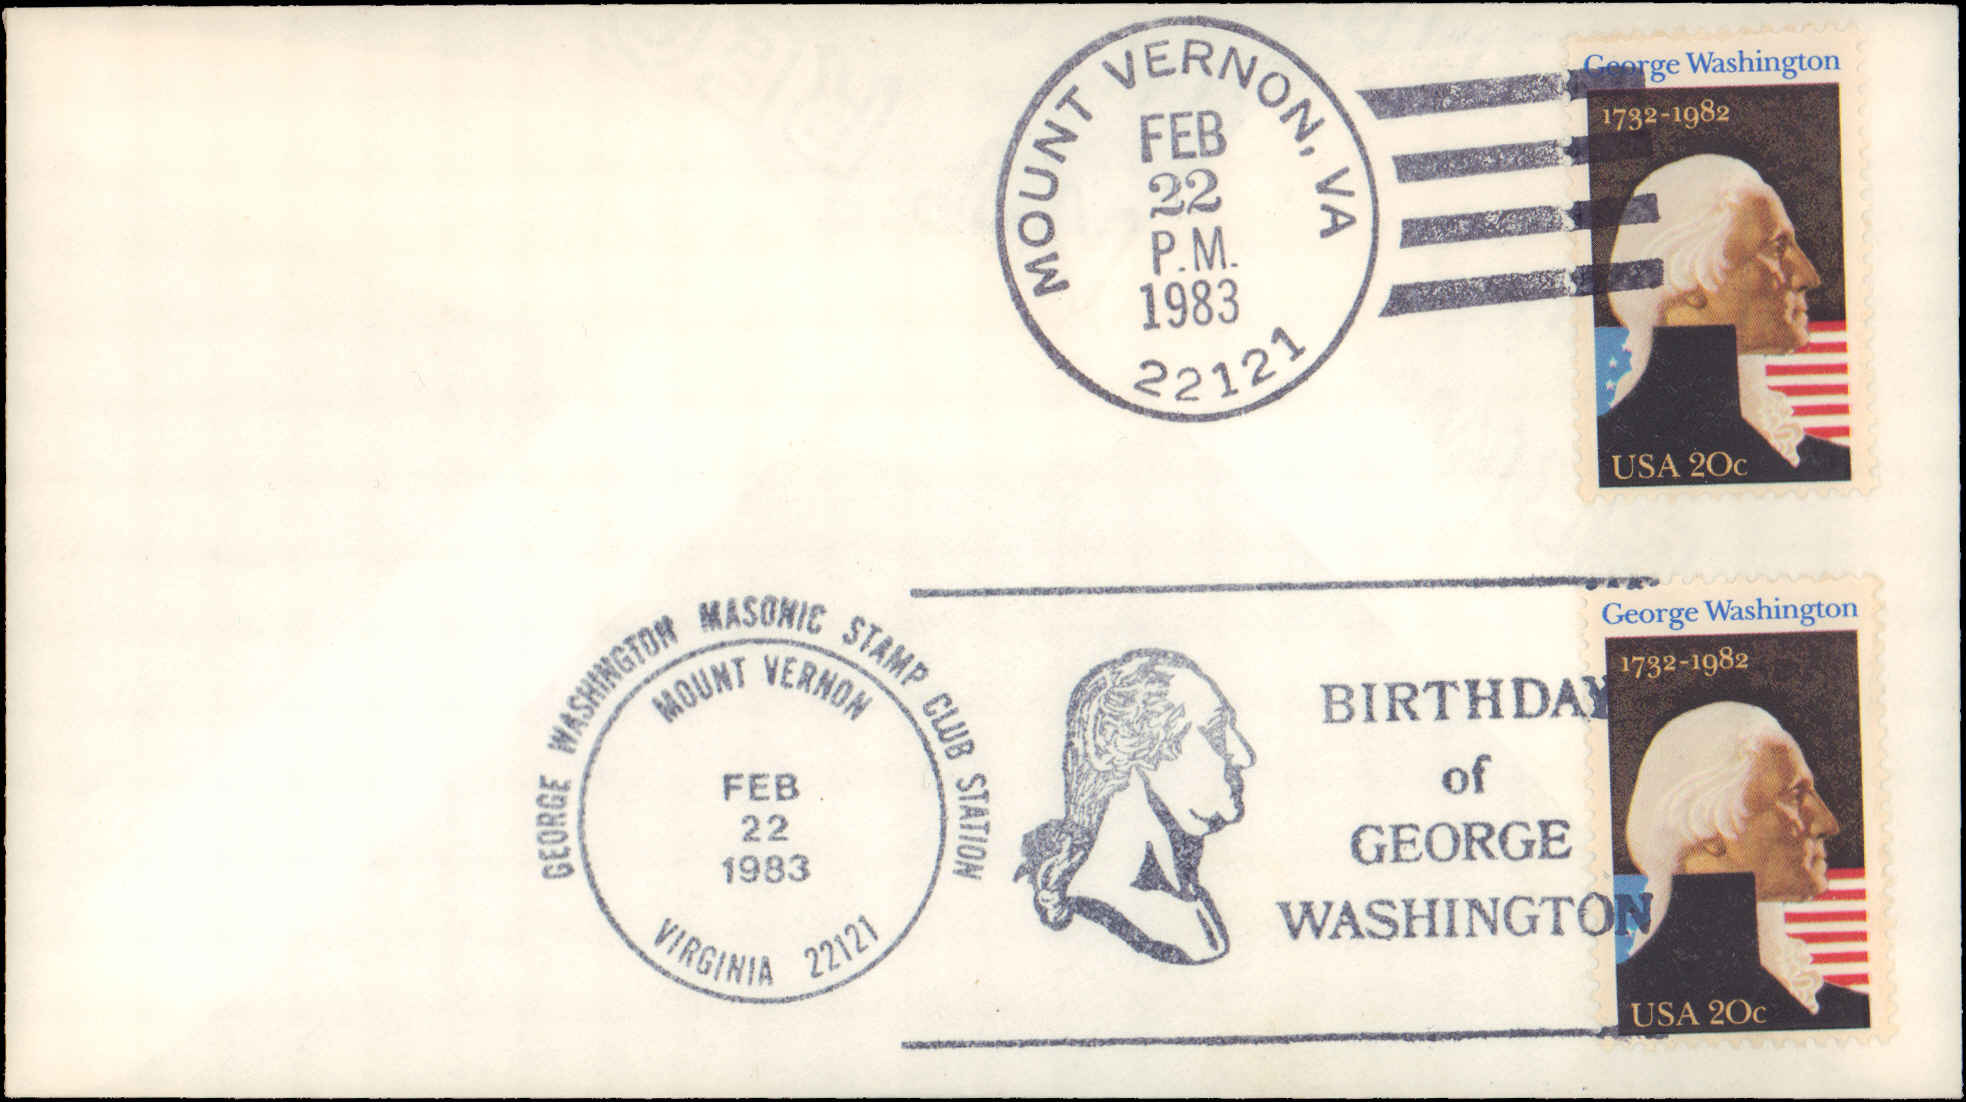 MOUNT VERNON, VA
FEB
22
P.M.
1983
22121
George Washington
1732-1982
USA 20c
GEORGE WASHINGTON MASONIC STAMP CLUB STATION
MOUNT VERNON
FEB
22
1983
VIRGINIA 22121
BIRTHDAY
of
GEORGE
WASHINGTON
George Washington
1732-1982
USA 20c